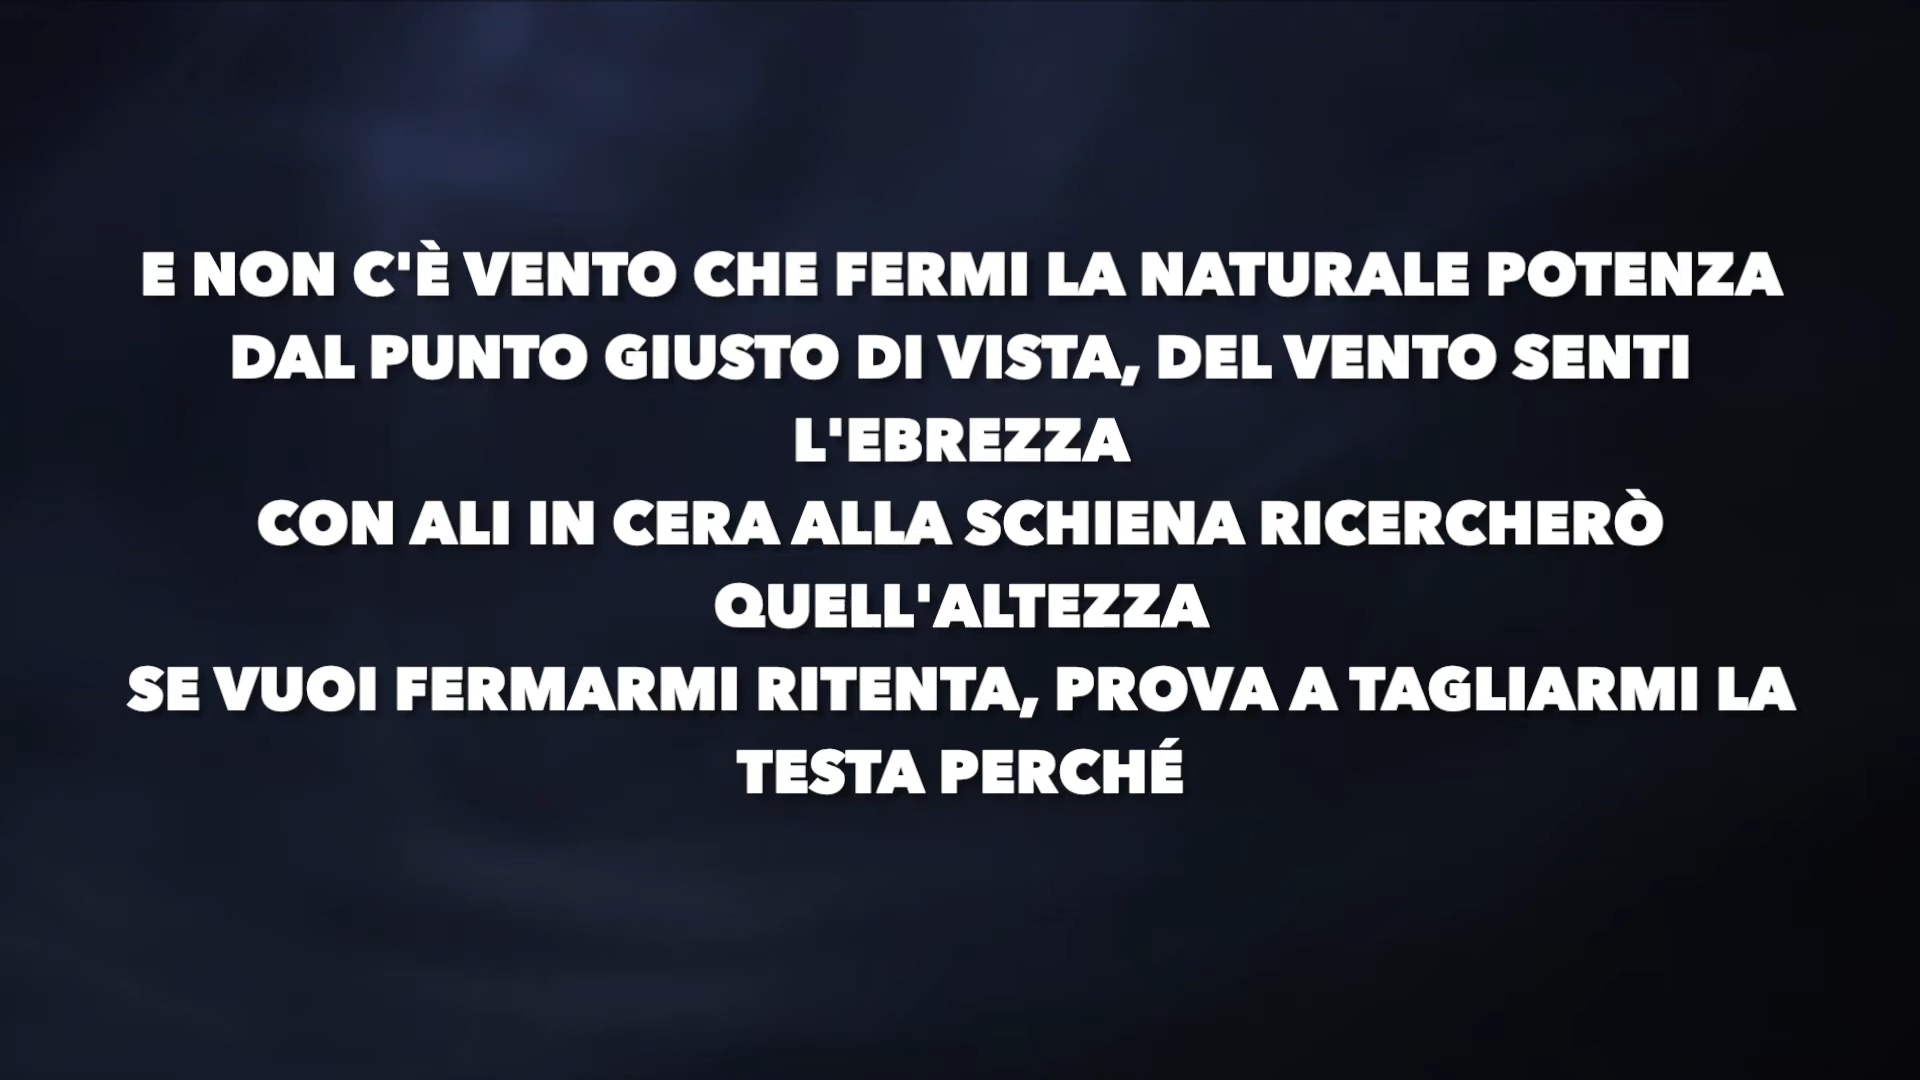 E NON C'È VENTO CHE FERMI LA NATURALE POTENZA
DAL PUNTO GIUSTO DI VISTA, DEL VENTO SENTI
L'EBREZZA
CON ALI IN CERA ALLA SCHIENA RICERCHERÒ
QUELL'ALTEZZA
SE VUOI FERMARMI RITENTA, PROVA A TAGLIARMI LA
TESTA PERCHÉ